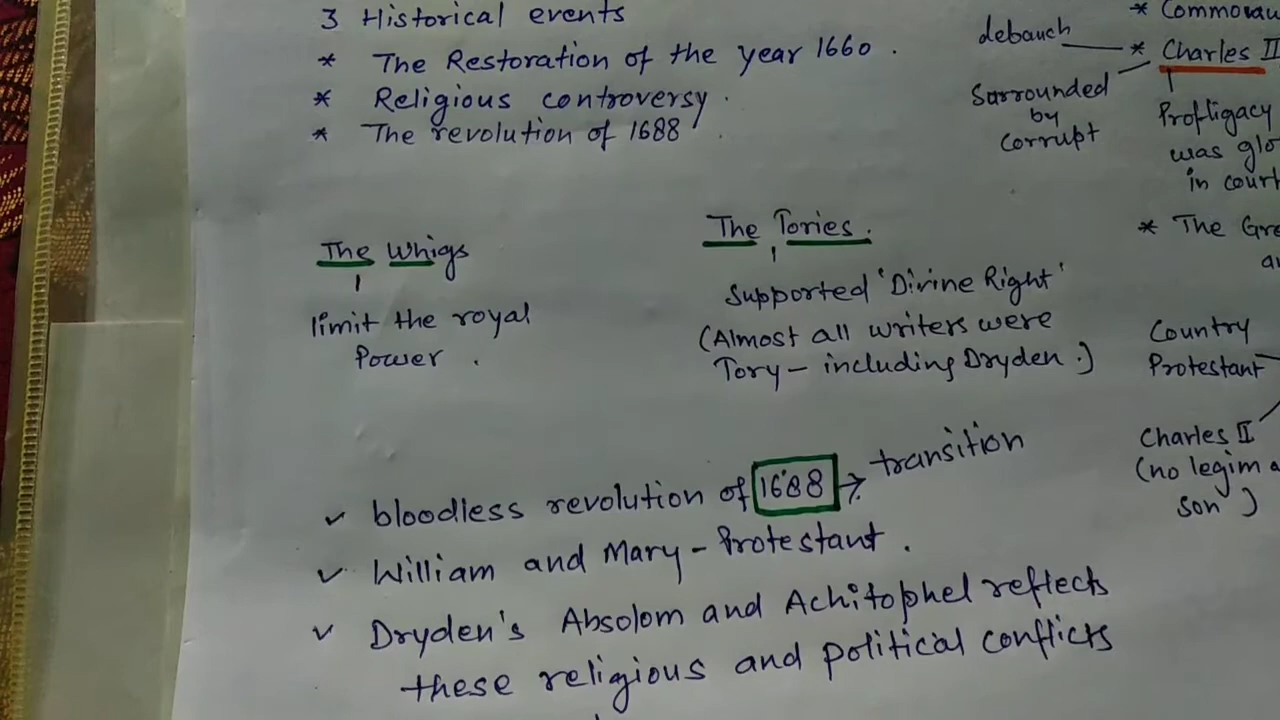 3 Historical events
* The Restoration of the year 1660.
* Religious controversy.
* The revolution of 1688.
The Whigs
limit the royal
Power.
The Tories.
Supported 'Divine Right'
(Almost all writers were
Tory - including Dryden.)
✓ bloodless revolution of 1688 → transition
✓ William and Mary - Protestant.
✓ Dryden's Absolom and Achitophel reflects
these religious and political conflicts
debauch
* Charles II
Surrounded
by
Corrupt
Profligacy
was
in court
* The
Country
Protestant
Charles II
(no
son)